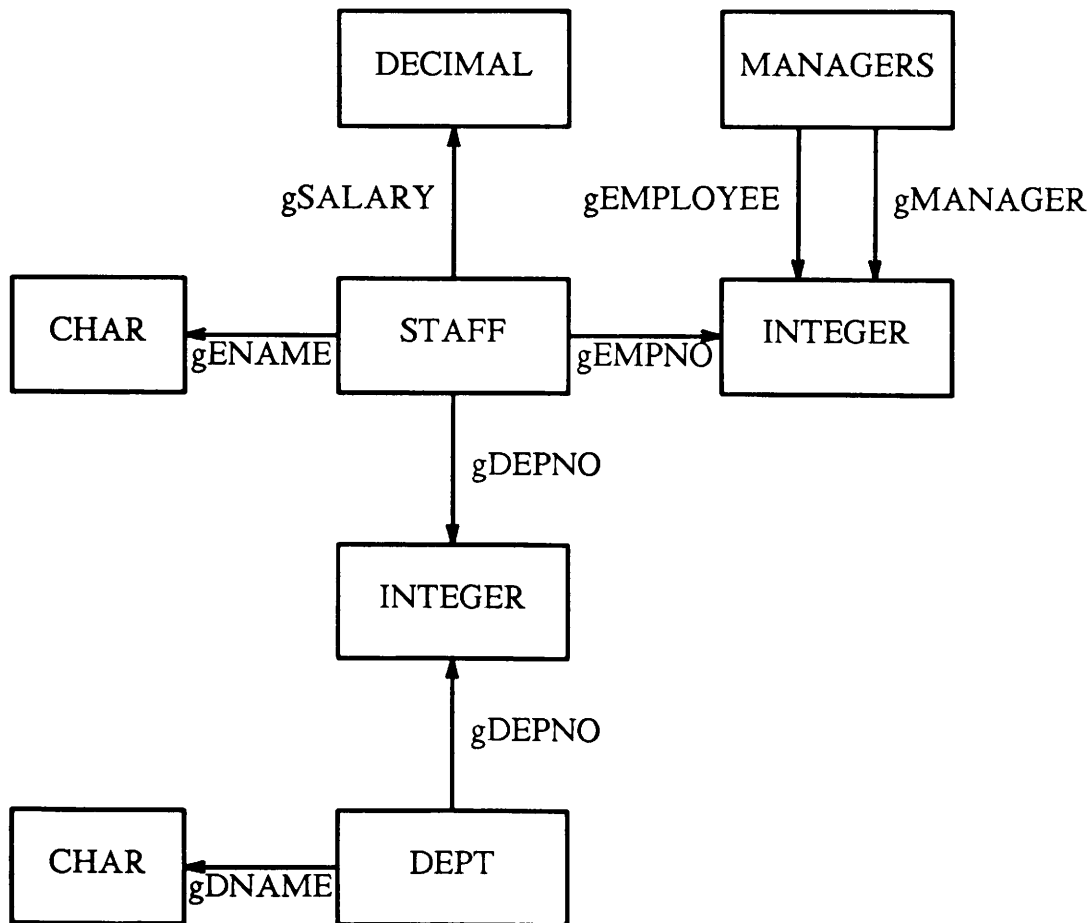 DECIMAL
MANAGERS
gSALARY
gEMPLOYEE
gMANAGER
CHAR
STAFF
INTEGER
gENAME
gEMPNO
gDEPNO
INTEGER
gDEPNO
CHAR
DEPT
gDNAME